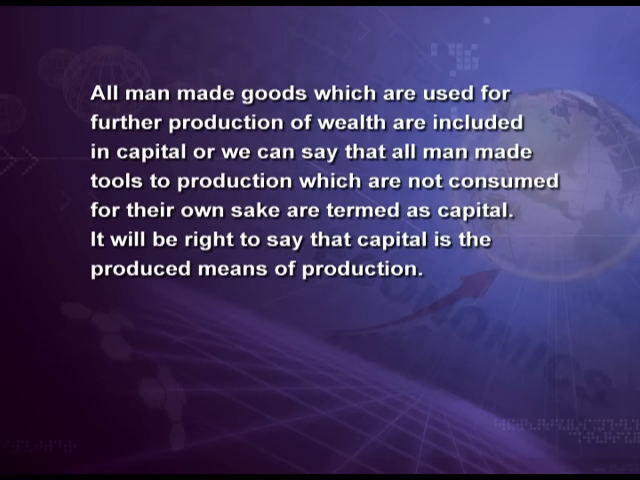 All man made goods which are used for
further production of wealth are included
in capital or we can say that all man made
tools to production which are not consumed
for their own sake are termed as capital.
It will be right to say that capital is the
produced means of production.
ECONOMICS